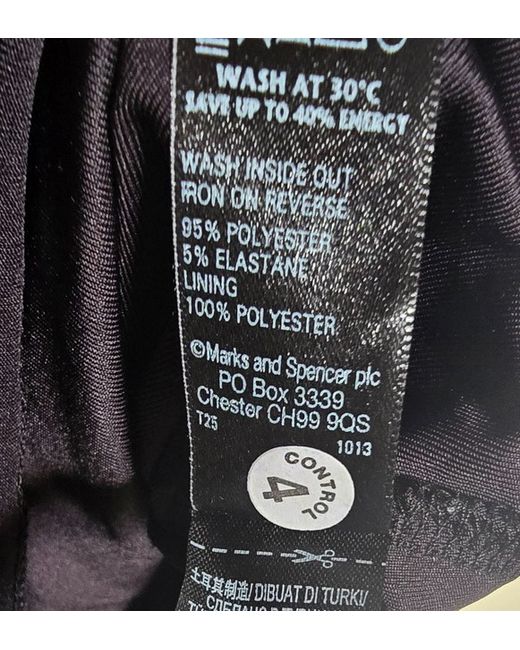 WASH AT 30°C
SAVE UP TO 40% ENERGY
WASH INSIDE OUT
IRON ON REVERSE
95% POLYESTER
5% ELASTANE
LINING
100% POLYESTER
©Marks and Spencer plc
PO Box 3339
Chester CH99 9QS
T25 1013
CONTROL
4
土耳其制造/DIBUAT DI TURKI/